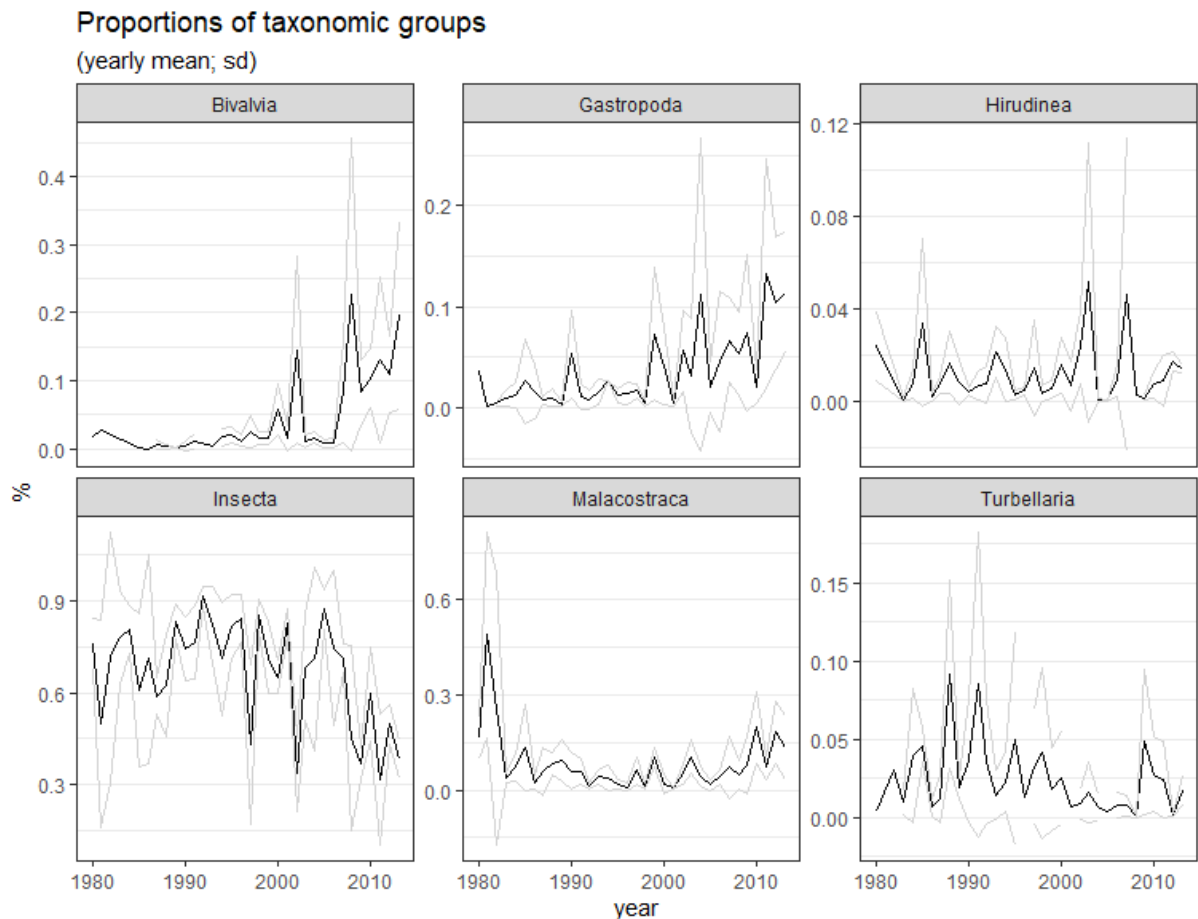 Proportions of taxonomic groups
(yearly mean; sd)
Bivalvia
Gastropoda
Hirudinea
0.4
0.3
0.2
0.1
0.0
0.2
0.1
0.0
0.12
0.08
0.04
0.00
%
Insecta
Malacostraca
Turbellaria
0.9
0.6
0.3
0.6
0.3
0.0
0.15
0.10
0.05
0.00
1980 1990 2000 2010
1980 1990 2000 2010
1980 1990 2000 2010
year